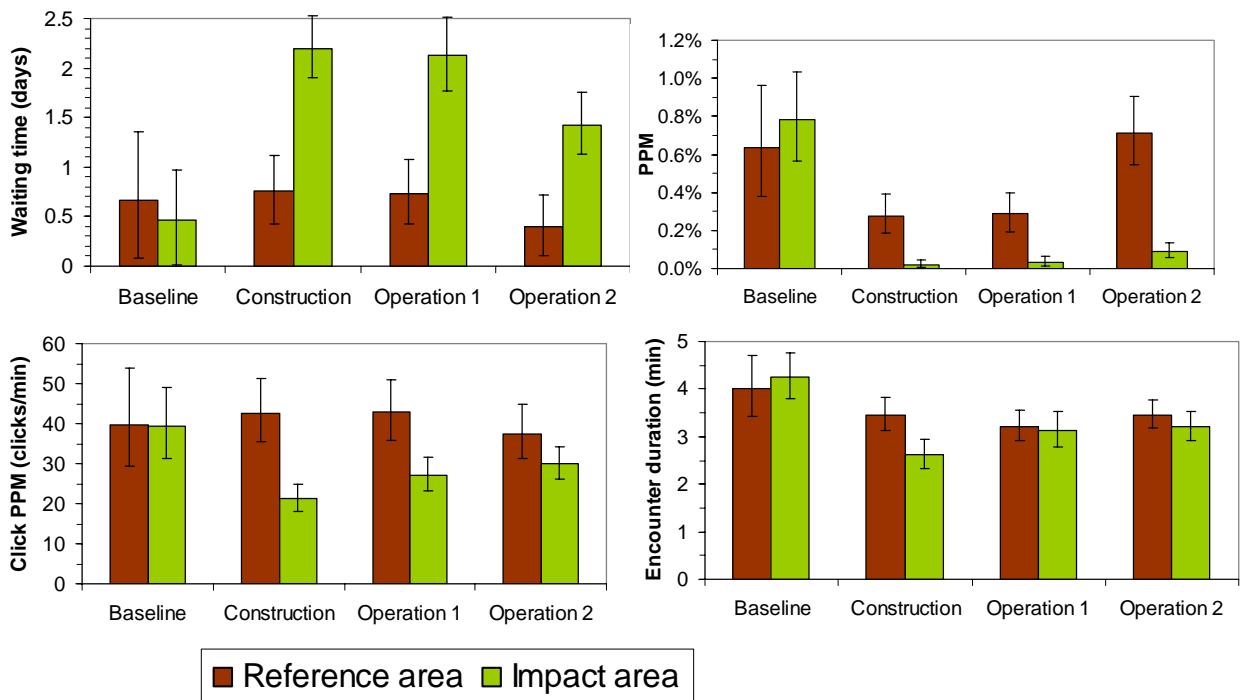 Waiting time (days)
2.5
2
1.5
1
0.5
0
Baseline Construction Operation 1 Operation 2
PPM
1.2%
1.0%
0.8%
0.6%
0.4%
0.2%
0.0%
Baseline Construction Operation 1 Operation 2
Click PPM (clicks/min)
60
50
40
30
20
10
0
Baseline Construction Operation 1 Operation 2
Encounter duration (min)
5
4
3
2
1
0
Baseline Construction Operation 1 Operation 2
Reference area Impact area